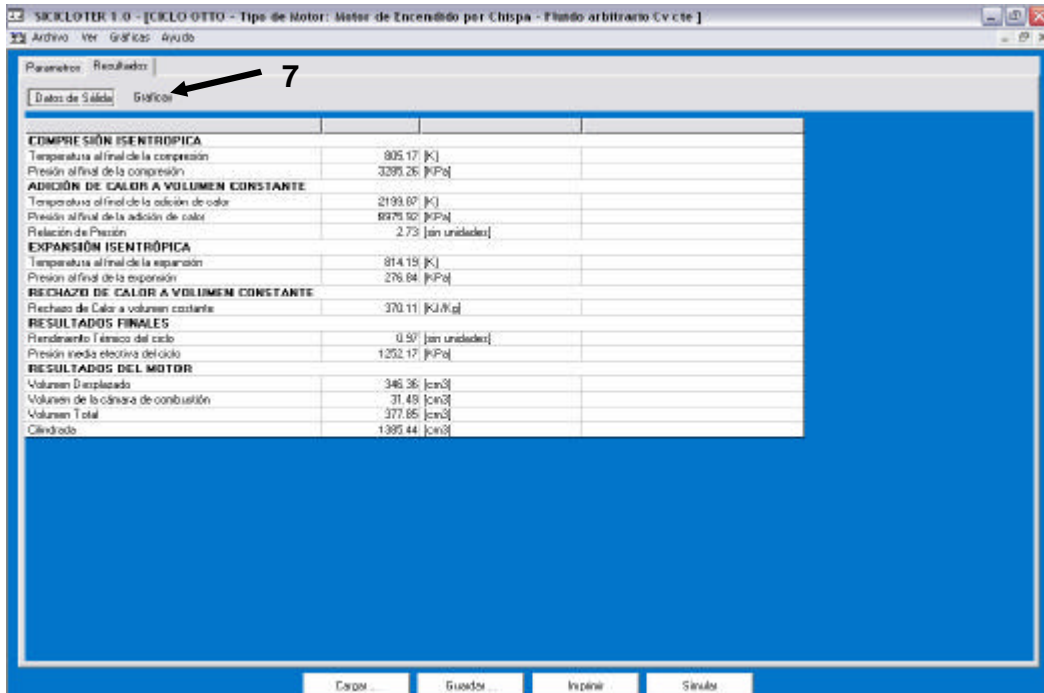 SICICLOTER 1.0 - [CICLO OTTO - Tipo de Motor: Motor de Encendido por Chispa - Fluido arbitrario Cv cte ]
Archivo Ver Gráficas Ayuda
Parametros Resultados
7
Datos de Sálida Gráficas
COMPRESIÓN ISENTROPICA
Temperatura al final de la compresión 805.17 [K]
Presión al final de la compresión 3285.26 [KPa]
ADICIÓN DE CALOR A VOLUMEN CONSTANTE
Temperatura al final de la adición de calor 2199.87 [K]
Presión al final de la adición de calor 8975.92 [KPa]
Relación de Presión 2.73 [sin unidades]
EXPANSIÓN ISENTRÓPICA
Temperatura al final de la expansión 814.19 [K]
Presion al final de la expansión 276.84 [KPa]
RECHAZO DE CALOR A VOLUMEN CONSTANTE
Rechazo de Calor a volumen costante 370.11 [KJ/Kg]
RESULTADOS FINALES
Rendimiento Térmico del ciclo 0.97 [sin unidades]
Presión media efectiva del ciclo 1252.17 [KPa]
RESULTADOS DEL MOTOR
Volumen Desplazado 346.36 [cm3]
Volumen de la cámara de combustión 31.49 [cm3]
Volumen Total 377.85 [cm3]
Cilindrada 1385.44 [cm3]
Cargar ... Guardar ... Imprimir Simular